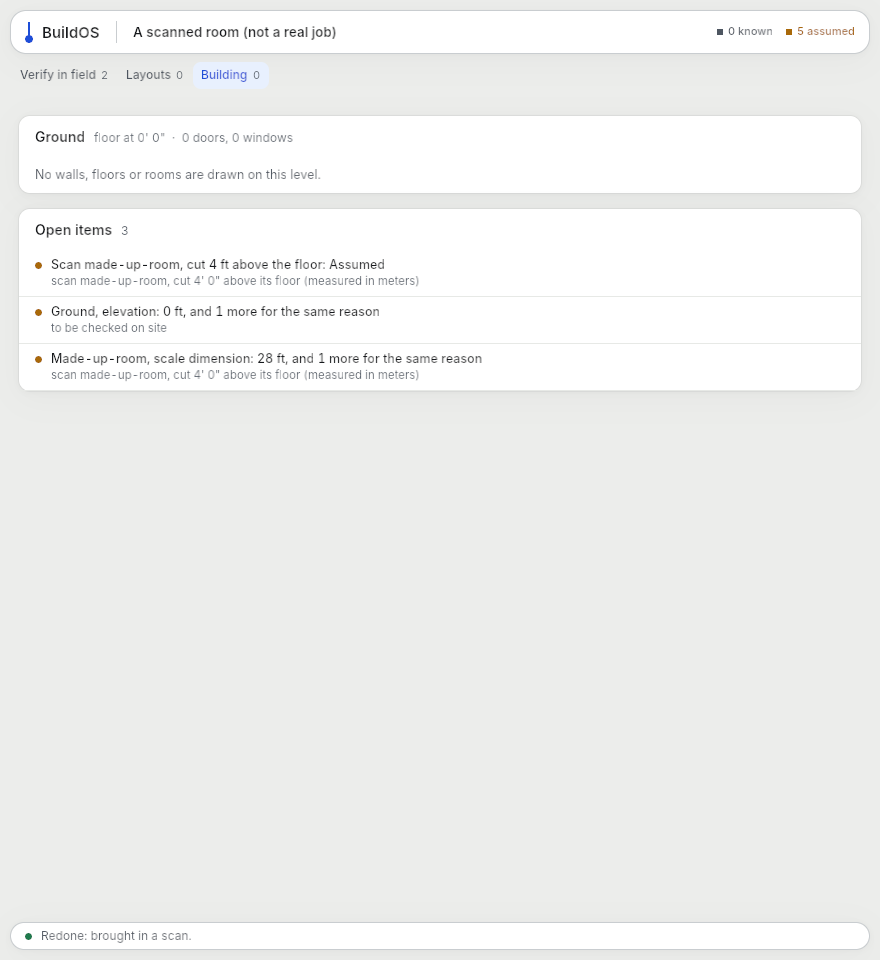 BuildOS
A scanned room (not a real job)
0 known
5 assumed
Verify in field 2
Layouts 0
Building 0
Ground floor at 0' 0" · 0 doors, 0 windows
No walls, floors or rooms are drawn on this level.
Open items 3
Scan made-up-room, cut 4 ft above the floor: Assumed
scan made-up-room, cut 4' 0" above its floor (measured in meters)
Ground, elevation: 0 ft, and 1 more for the same reason
to be checked on site
Made-up-room, scale dimension: 28 ft, and 1 more for the same reason
scan made-up-room, cut 4' 0" above its floor (measured in meters)
Redone: brought in a scan.